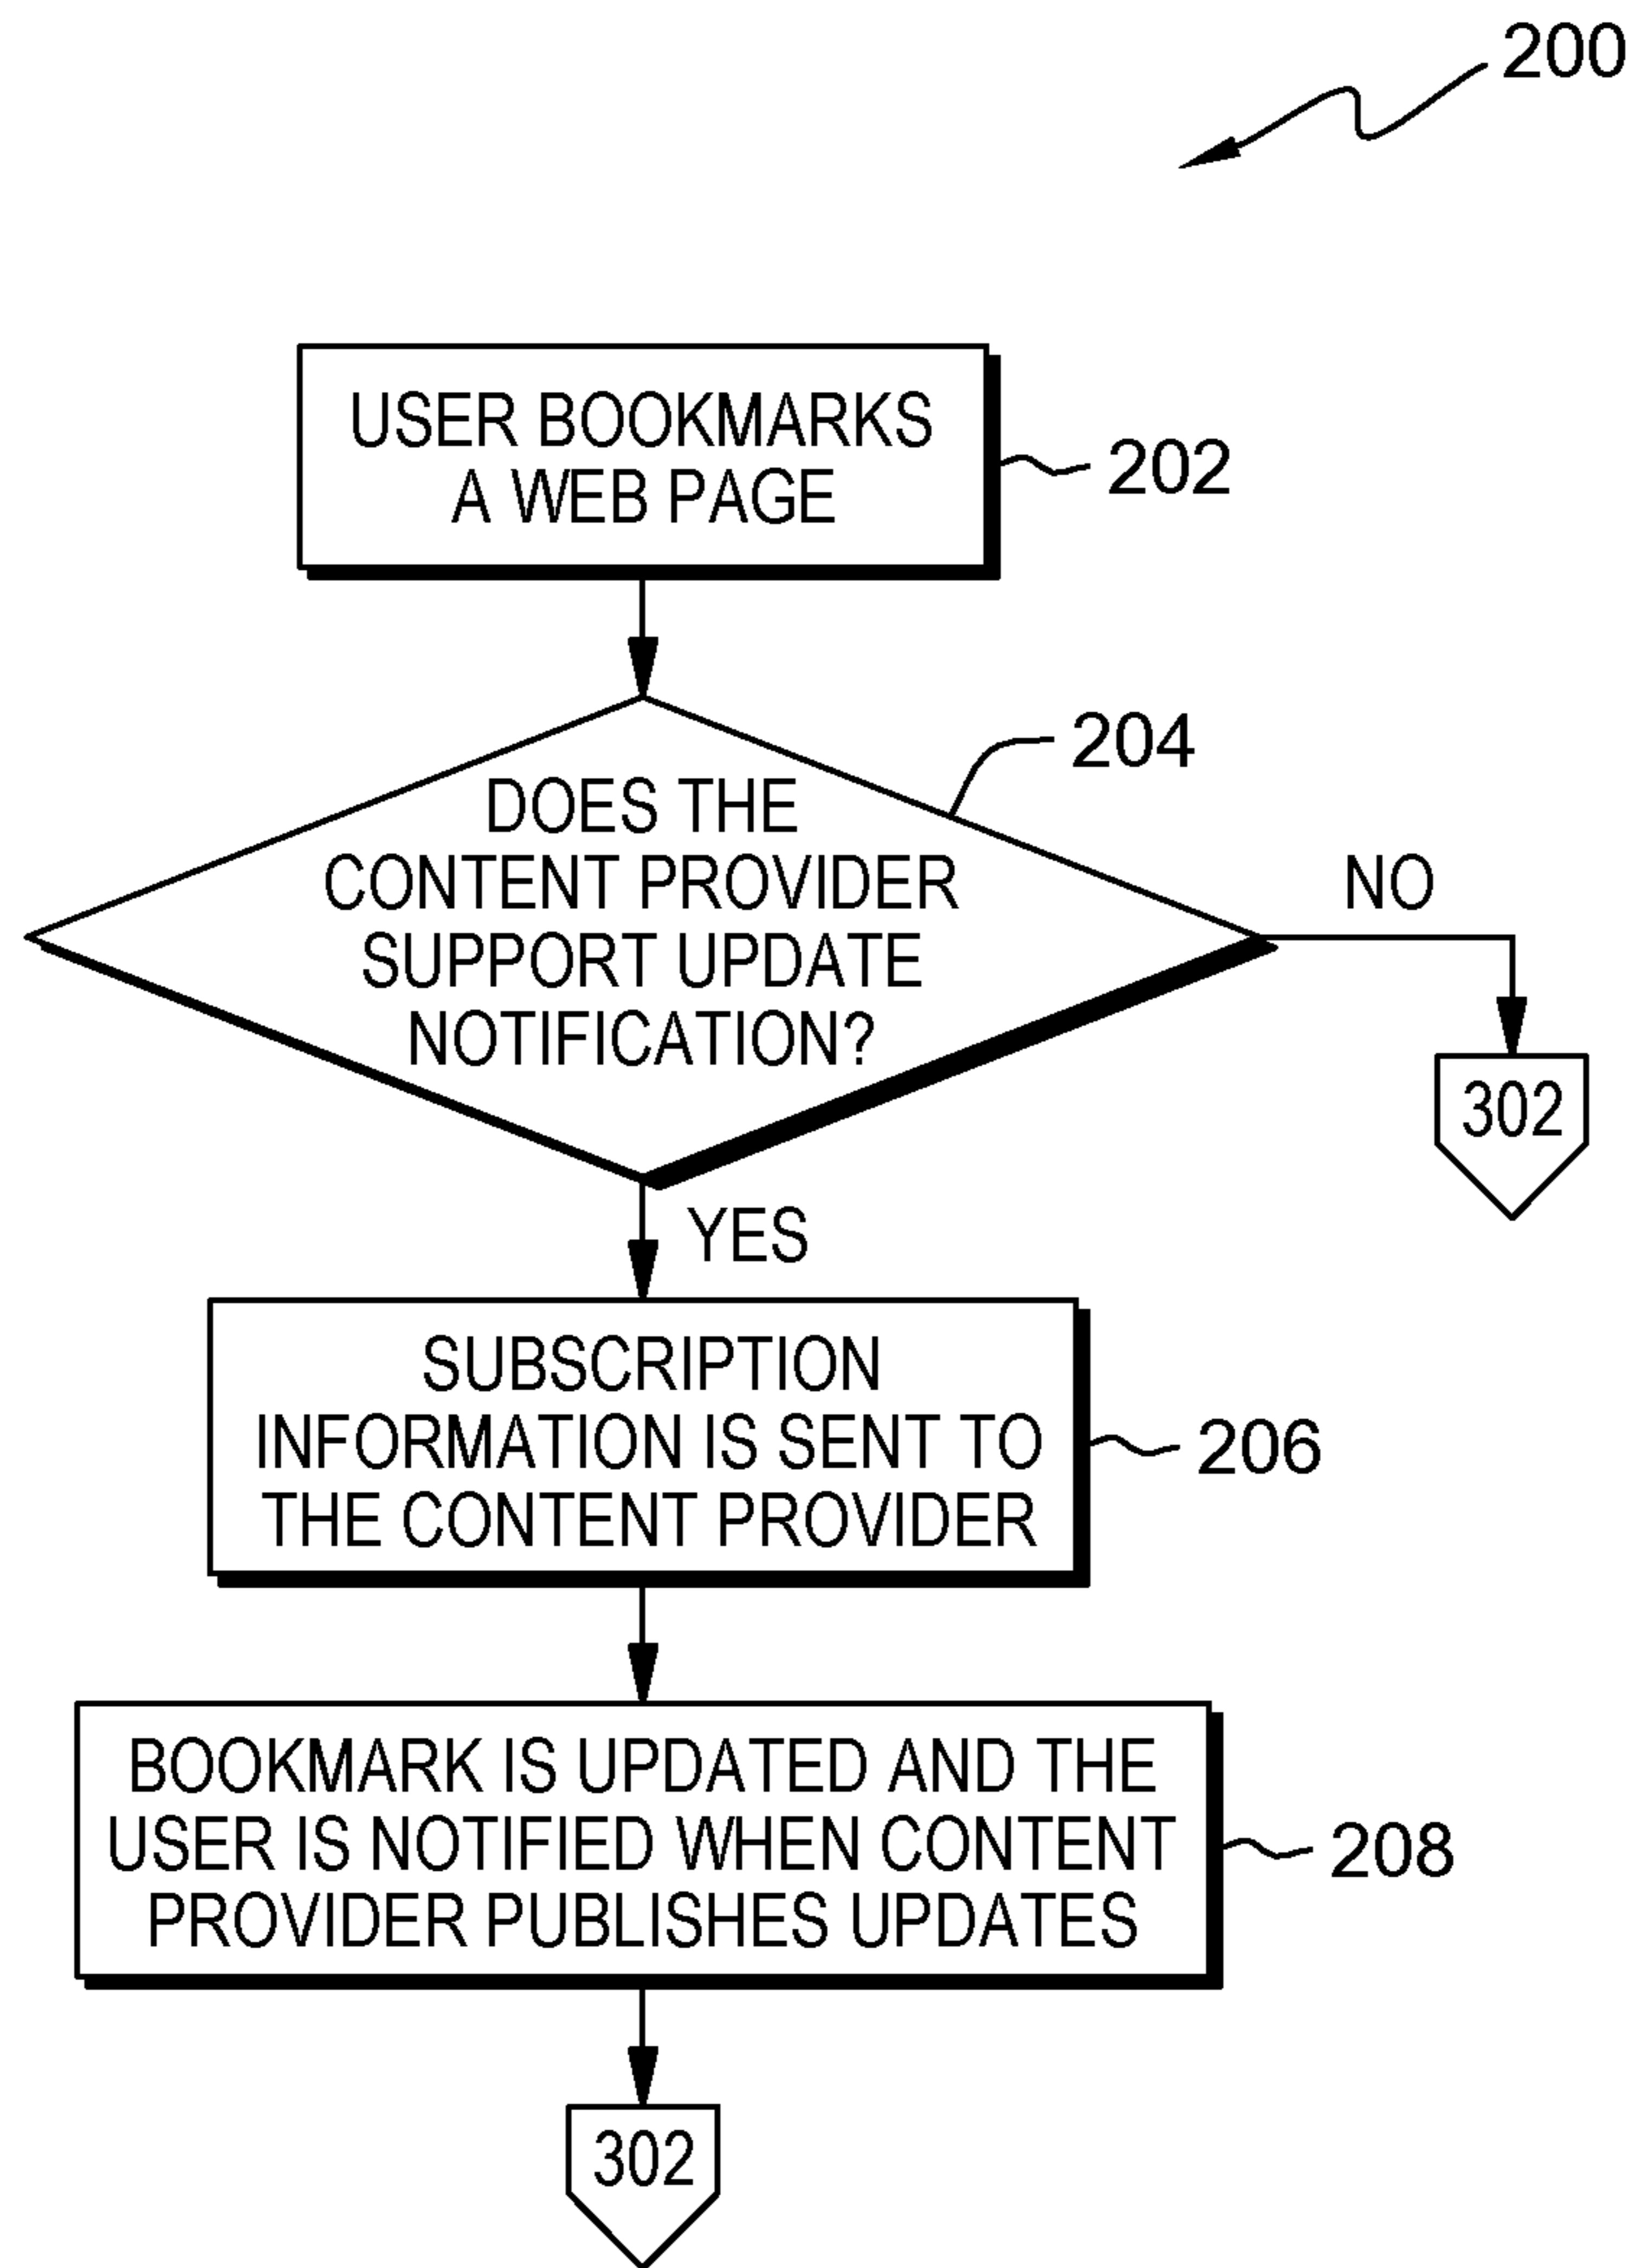 200
USER BOOKMARKS
A WEB PAGE
202
204
DOES THE
CONTENT PROVIDER
SUPPORT UPDATE
NOTIFICATION?
NO
302
YES
SUBSCRIPTION
INFORMATION IS SENT TO
THE CONTENT PROVIDER
206
BOOKMARK IS UPDATED AND THE
USER IS NOTIFIED WHEN CONTENT
PROVIDER PUBLISHES UPDATES
208
302